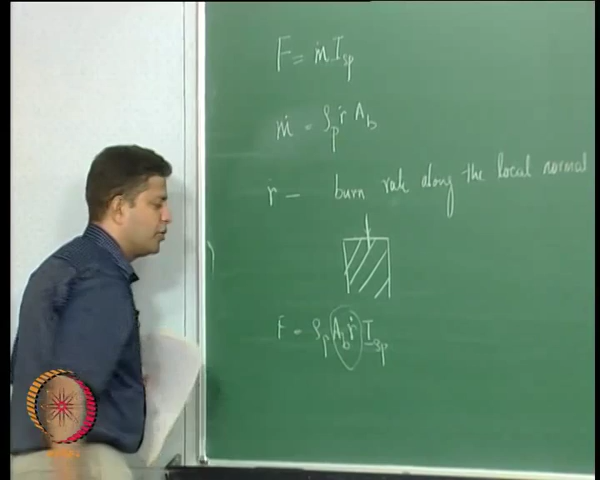 F = ṁ I_sp
ṁ = ρ_p ṙ A_b
ṙ – burn rate along the local normal
F = ρ_p A_b ṙ I_sp